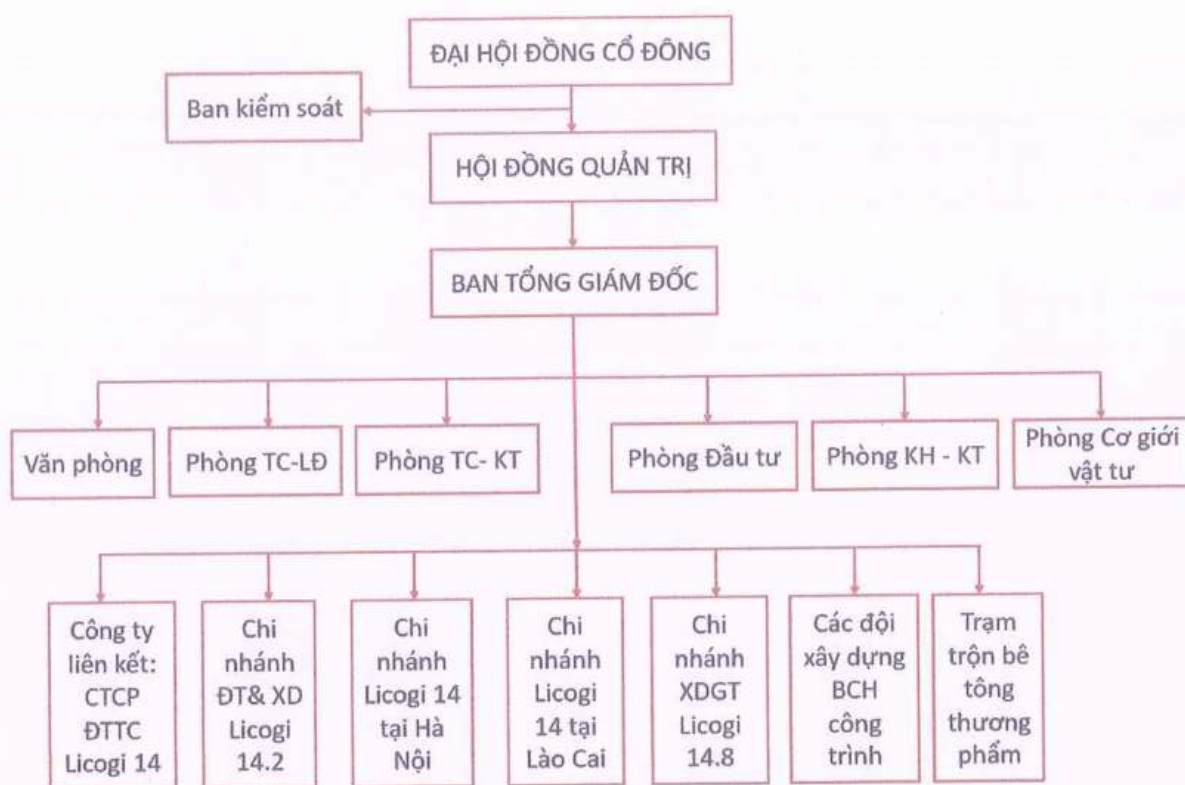 ĐẠI HỘI ĐỒNG CỔ ĐÔNG
Ban kiểm soát
HỘI ĐỒNG QUẢN TRỊ
BAN TỔNG GIÁM ĐỐC
Văn phòng
Phòng TC-LĐ
Phòng TC- KT
Phòng Đầu tư
Phòng KH - KT
Phòng Cơ giới
vật tư
Công ty
liên kết:
CTCP
ĐTTC
Licogi 14
Chi
nhánh
ĐT& XD
Licogi
14.2
Chi
nhánh
Licogi 14
tại Hà
Nội
Chi
nhánh
Licogi
14 tại
Lào Cai
Chi
nhánh
XDGT
Licogi
14.8
Các đội
xây dựng
BCH
công
trình
Trạm
trộn bê
tông
thương
phẩm